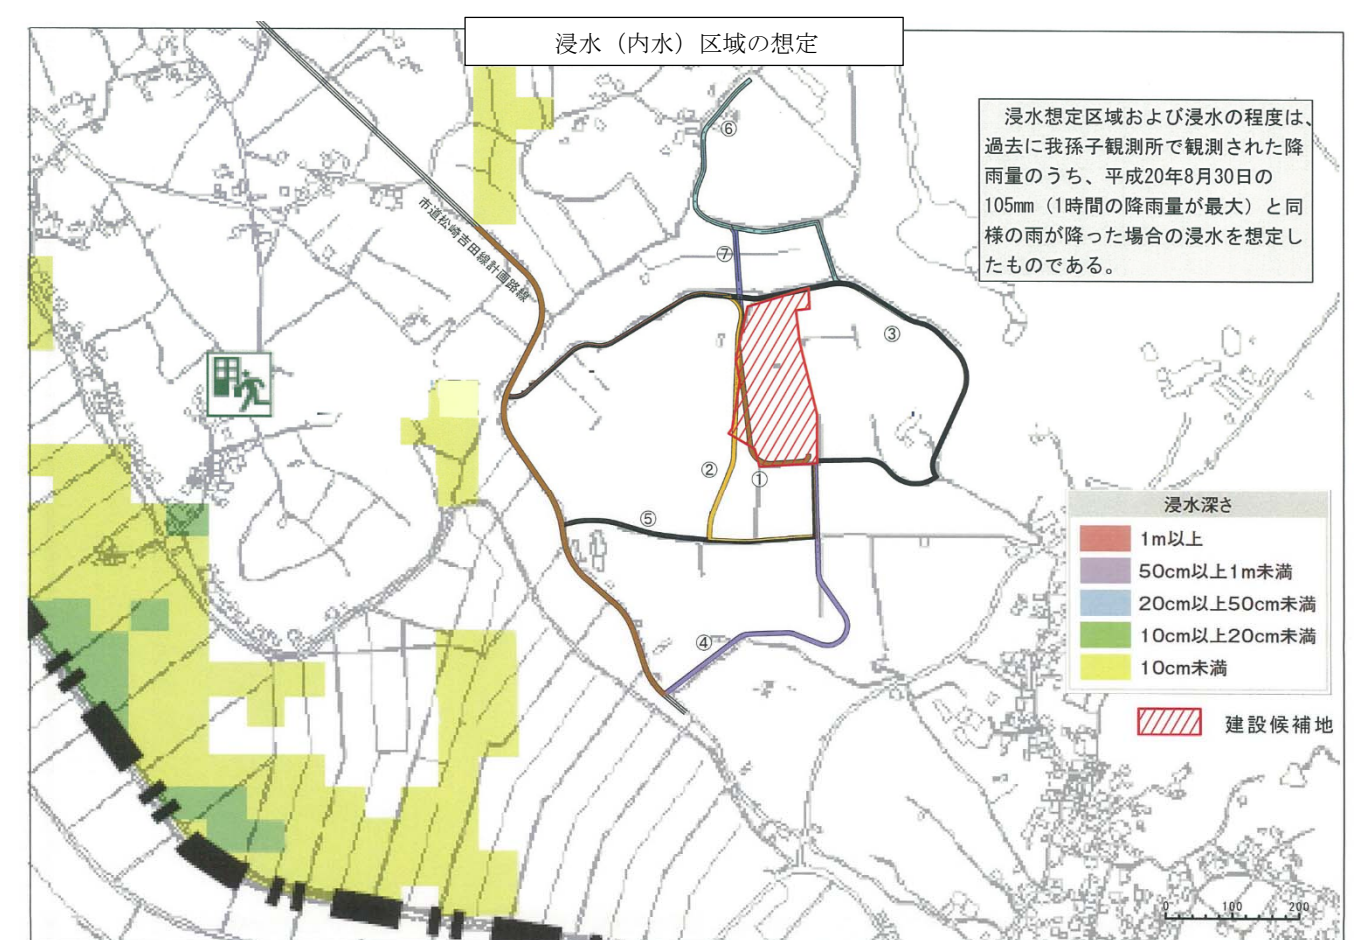 浸水（内水）区域の想定
浸水想定区域および浸水の程度は、
過去に我孫子観測所で観測された降
雨量のうち、平成20年8月30日の
105mm（1時間の降雨量が最大）と同
様の雨が降った場合の浸水を想定し
たものである。
⑥
市道松崎吉田線計画路線
⑦
③
②
①
⑤
④
浸水深さ
1m以上
50cm以上1m未満
20cm以上50cm未満
10cm以上20cm未満
10cm未満
建設候補地
0 100 200